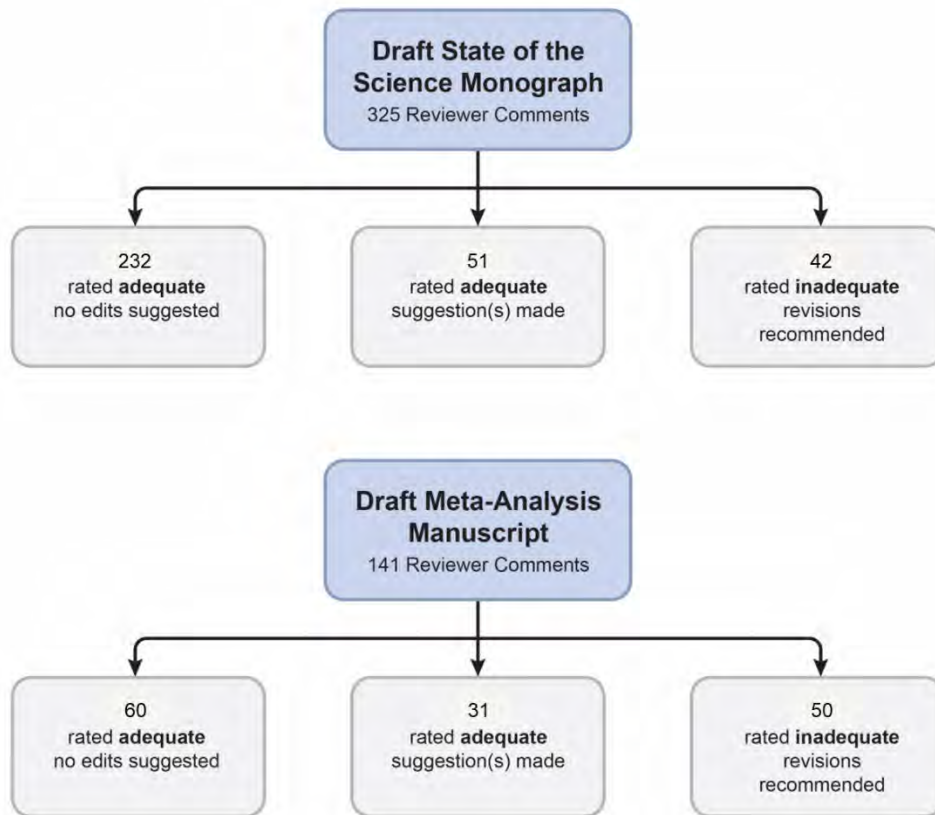 Draft State of the
Science Monograph
325 Reviewer Comments
232
rated adequate
no edits suggested
51
rated adequate
suggestion(s) made
42
rated inadequate
revisions
recommended
Draft Meta-Analysis
Manuscript
141 Reviewer Comments
60
rated adequate
no edits suggested
31
rated adequate
suggestion(s) made
50
rated inadequate
revisions
recommended